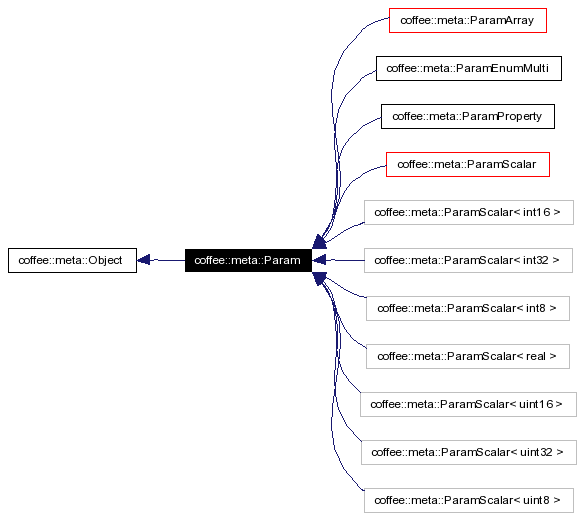 coffee::meta::ParamArray
coffee::meta::ParamEnumMulti
coffee::meta::ParamProperty
coffee::meta::ParamScalar
coffee::meta::ParamScalar< int16 >
coffee::meta::Object
coffee::meta::Param
coffee::meta::ParamScalar< int32 >
coffee::meta::ParamScalar< int8 >
coffee::meta::ParamScalar< real >
coffee::meta::ParamScalar< uint16 >
coffee::meta::ParamScalar< uint32 >
coffee::meta::ParamScalar< uint8 >